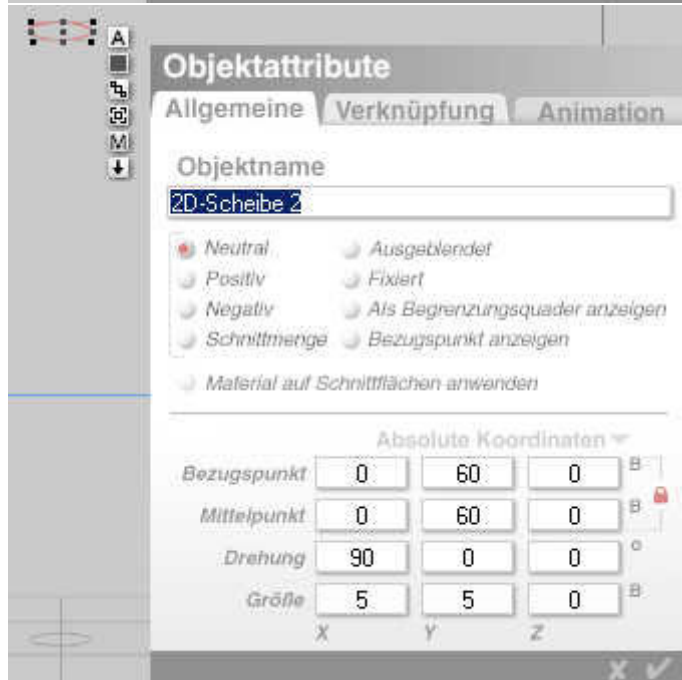 A
M
Objektattribute
Allgemeine Verknüpfung Animation
Objektname
2D-Scheibe 2
Neutral Ausgeblendet
Positiv Fixiert
Negativ Als Begrenzungsquader anzeigen
Schnittmenge Bezugspunkt anzeigen
Material auf Schnittflächen anwenden
Absolute Koordinaten
Bezugspunkt 0 60 0 B
Mittelpunkt 0 60 0 B
Drehung 90 0 0 °
Größe 5 5 0 B
X Y Z